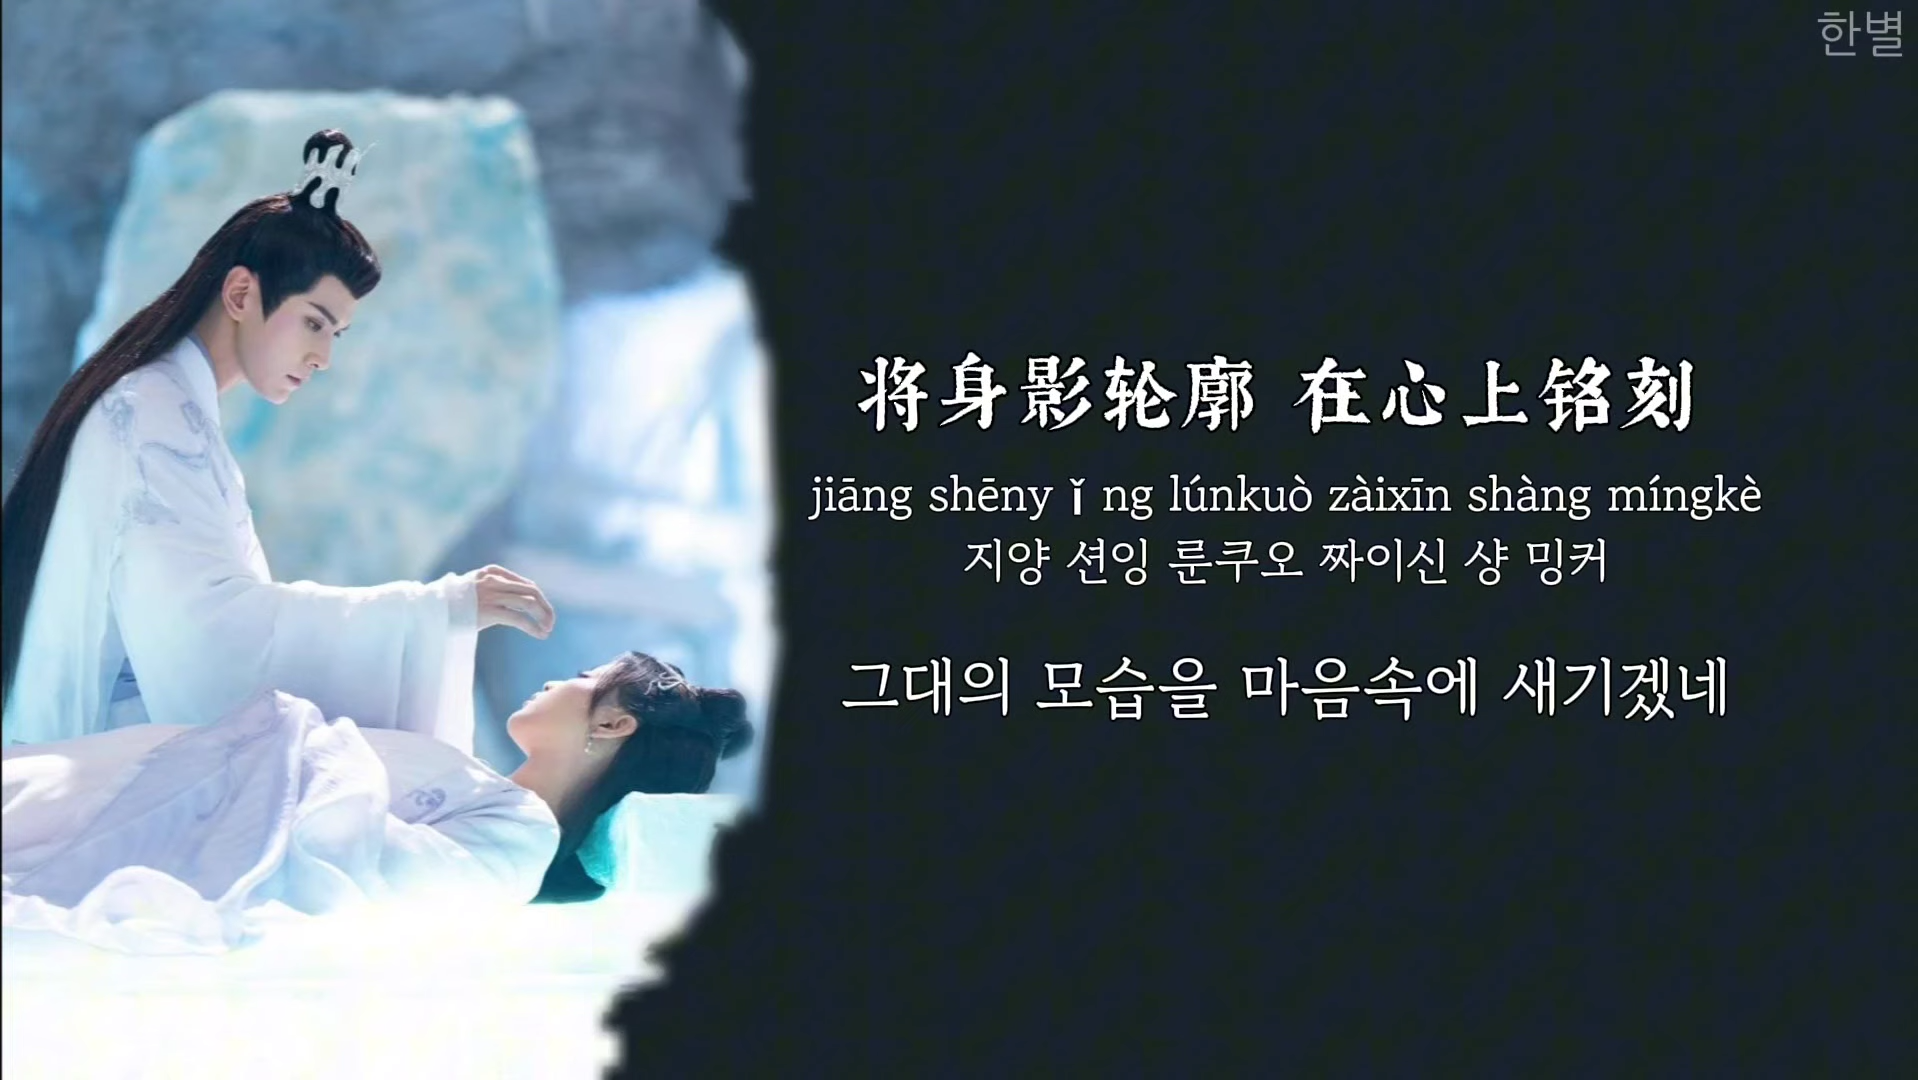 한별
将身影轮廓 在心上铭刻
jiāng shēny ǐ ng lúnkuò zàixīn shàng míngkè
지양 션잉 룬쿠오 짜이신 샹 밍커
그대의 모습을 마음속에 새기겠네